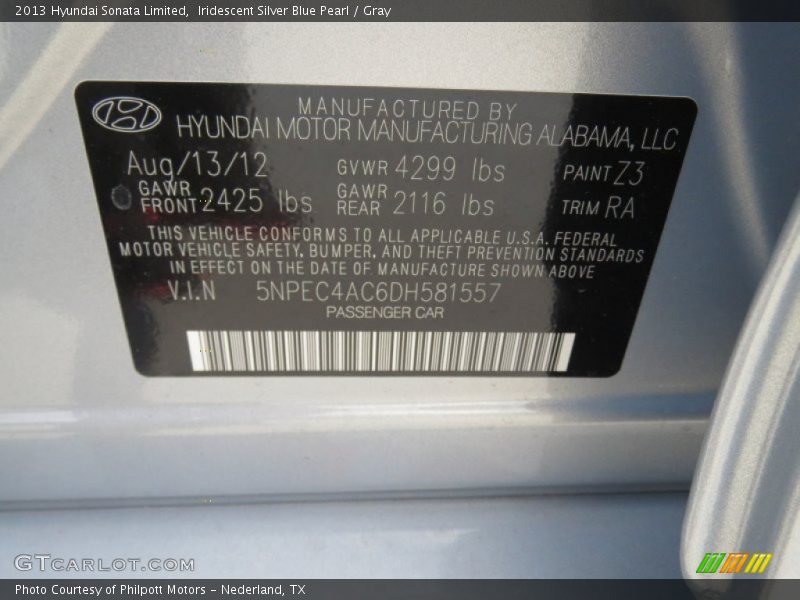 2013 Hyundai Sonata Limited, Iridescent Silver Blue Pearl / Gray
MANUFACTURED BY
HYUNDAI MOTOR MANUFACTURING ALABAMA, LLC
Aug/13/12 GVWR 4299 lbs PAINT Z3
GAWR FRONT 2425 lbs GAWR REAR 2116 lbs TRIM RA
THIS VEHICLE CONFORMS TO ALL APPLICABLE U.S.A. FEDERAL
MOTOR VEHICLE SAFETY, BUMPER, AND THEFT PREVENTION STANDARDS
IN EFFECT ON THE DATE OF MANUFACTURE SHOWN ABOVE
V.I.N 5NPEC4AC6DH581557
PASSENGER CAR
GTCARLOT.COM
Photo Courtesy of Philpott Motors - Nederland, TX